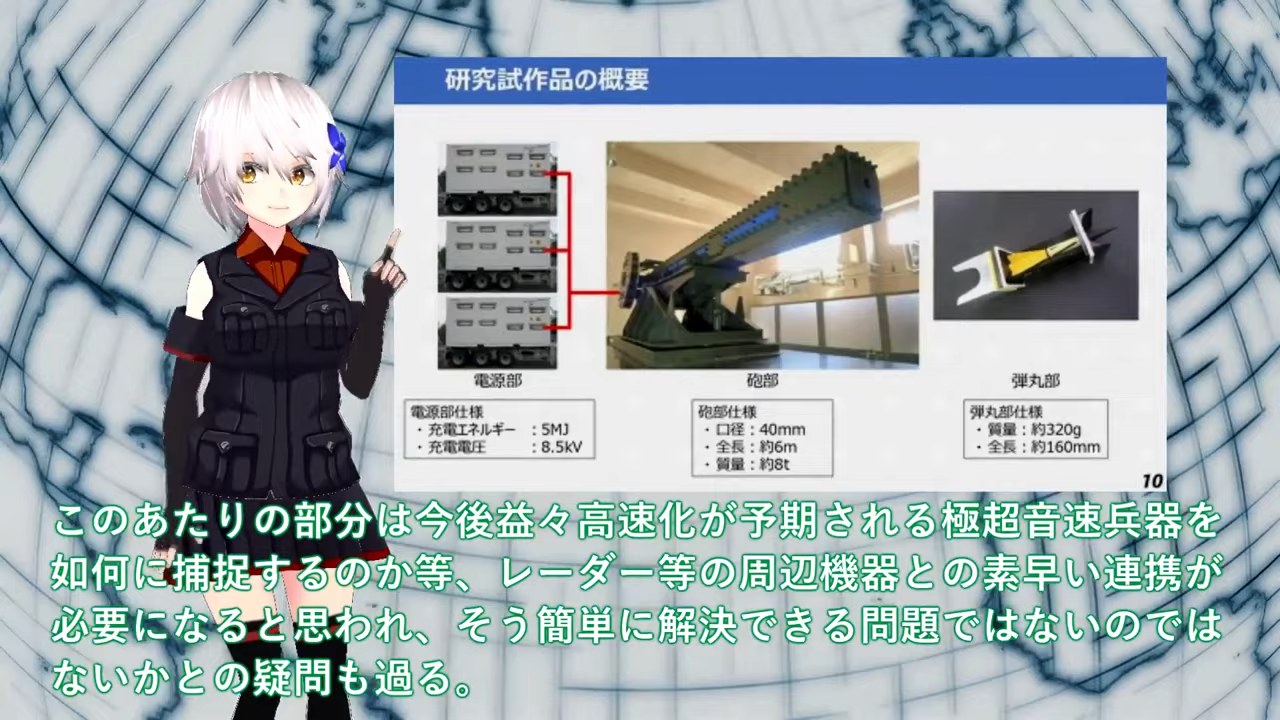 研究試作品の概要
電源部
砲部
弾丸部
電源部仕様
・充電エネルギー ：5MJ
・充電電圧 ：8.5kV
砲部仕様
・口径：40mm
・全長：約6m
・質量：約8t
弾丸部仕様
・質量：約320g
・全長：約160mm
10
このあたりの部分は今後益々高速化が予期される極超音速兵器を
如何に捕捉するのか等、レーダー等の周辺機器との素早い連携が
必要になると思われ、そう簡単に解決できる問題ではないのでは
ないかとの疑問も過る。